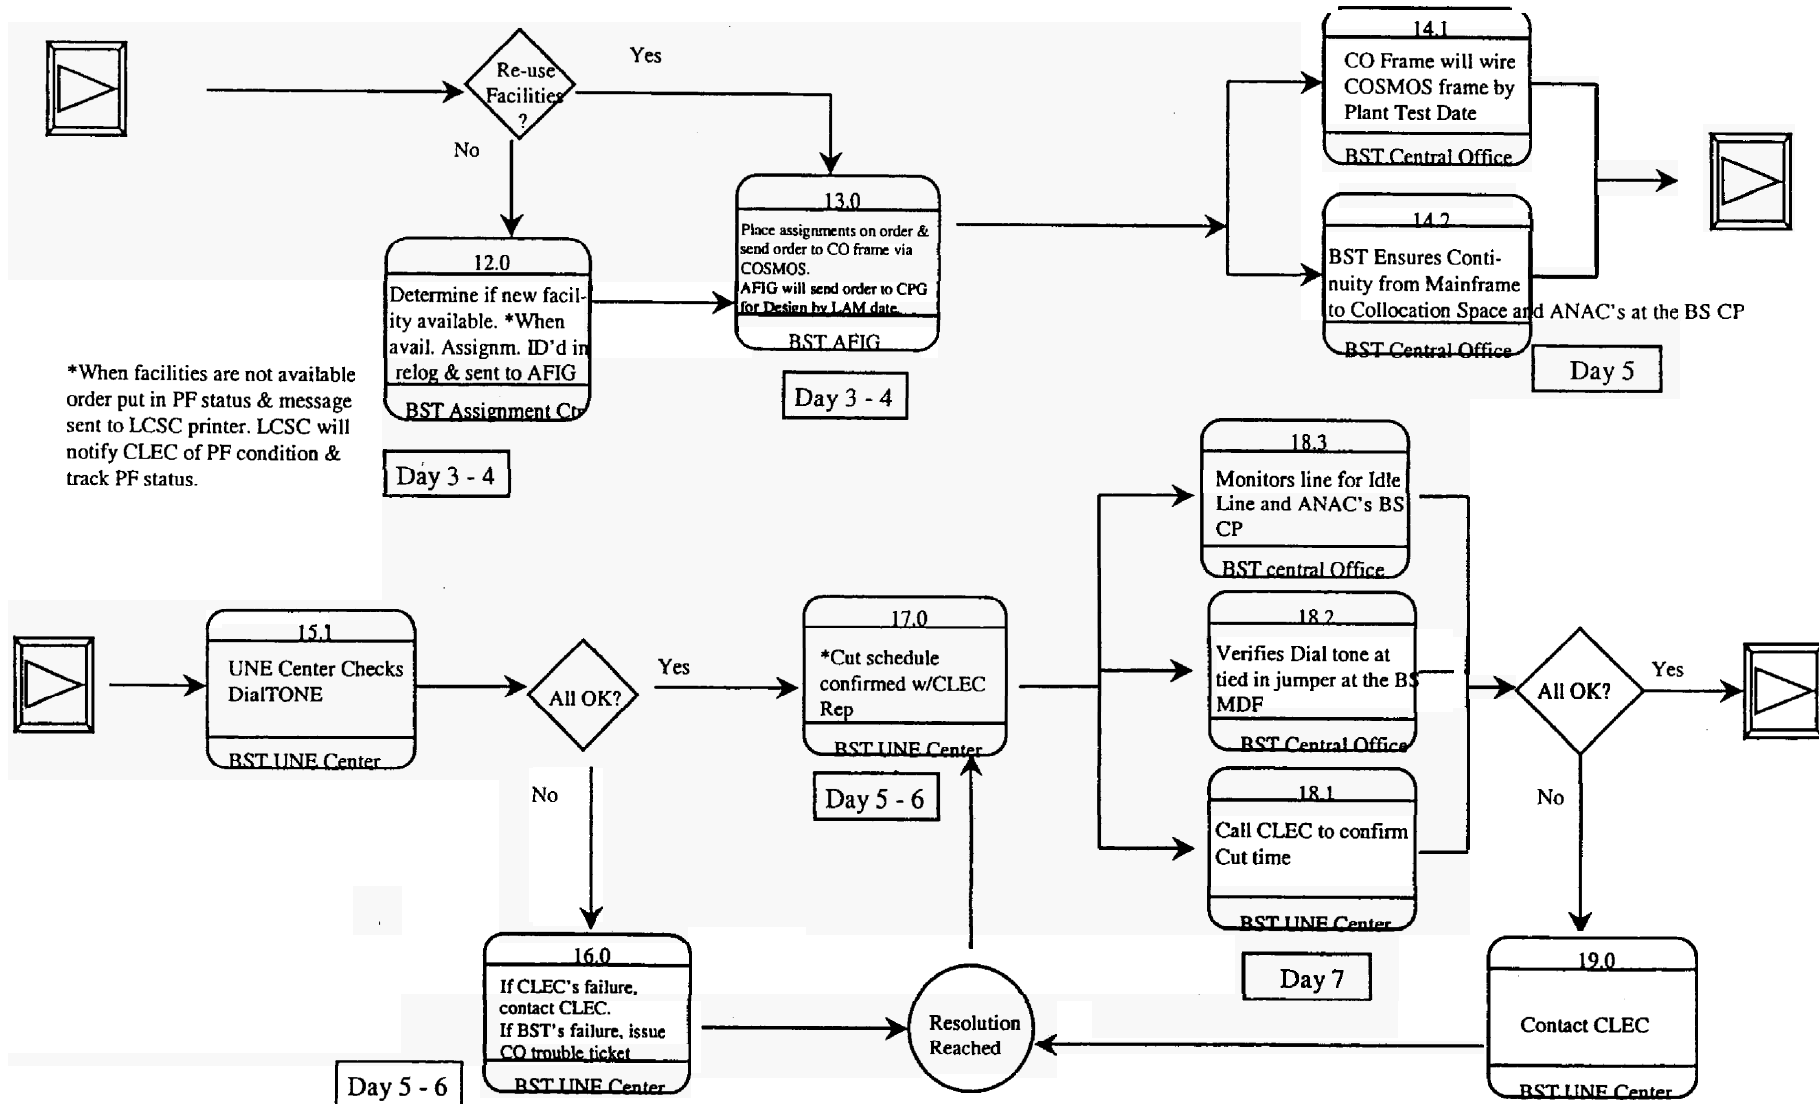 Re-use
Facilities
?
Yes
No
12.0
Determine if new facil-
ity available. *When
avail. Assignm. ID'd in
relog & sent to AFIG
BST Assignment Ctr
Day 3 - 4
*When facilities are not available
order put in PF status & message
sent to LCSC printer. LCSC will
notify CLEC of PF condition &
track PF status.
13.0
Place assignments on order &
send order to CO frame via
COSMOS.
AFIG will send order to CPG
for Design by LAM date.
BST AFIG
Day 3 - 4
14.1
CO Frame will wire
COSMOS frame by
Plant Test Date
BST Central Office
14.2
BST Ensures Conti-
nuity from Mainframe
to Collocation Space and ANAC's at the BS CP
BST Central Office
Day 5
15.1
UNE Center Checks
DialTONE
BST UNE Center
All OK?
Yes
No
16.0
If CLEC's failure,
contact CLEC.
If BST's failure, issue
CO trouble ticket
BST UNE Center
Day 5 - 6
17.0
*Cut schedule
confirmed w/CLEC
Rep
BST UNE Center
Day 5 - 6
Resolution
Reached
18.3
Monitors line for Idle
Line and ANAC's BS
CP
BST central Office
18.2
Verifies Dial tone at
tied in jumper at the BS
MDF
BST Central Office
18.1
Call CLEC to confirm
Cut time
BST UNE Center
Day 7
All OK?
Yes
No
19.0
Contact CLEC
BST UNE Center